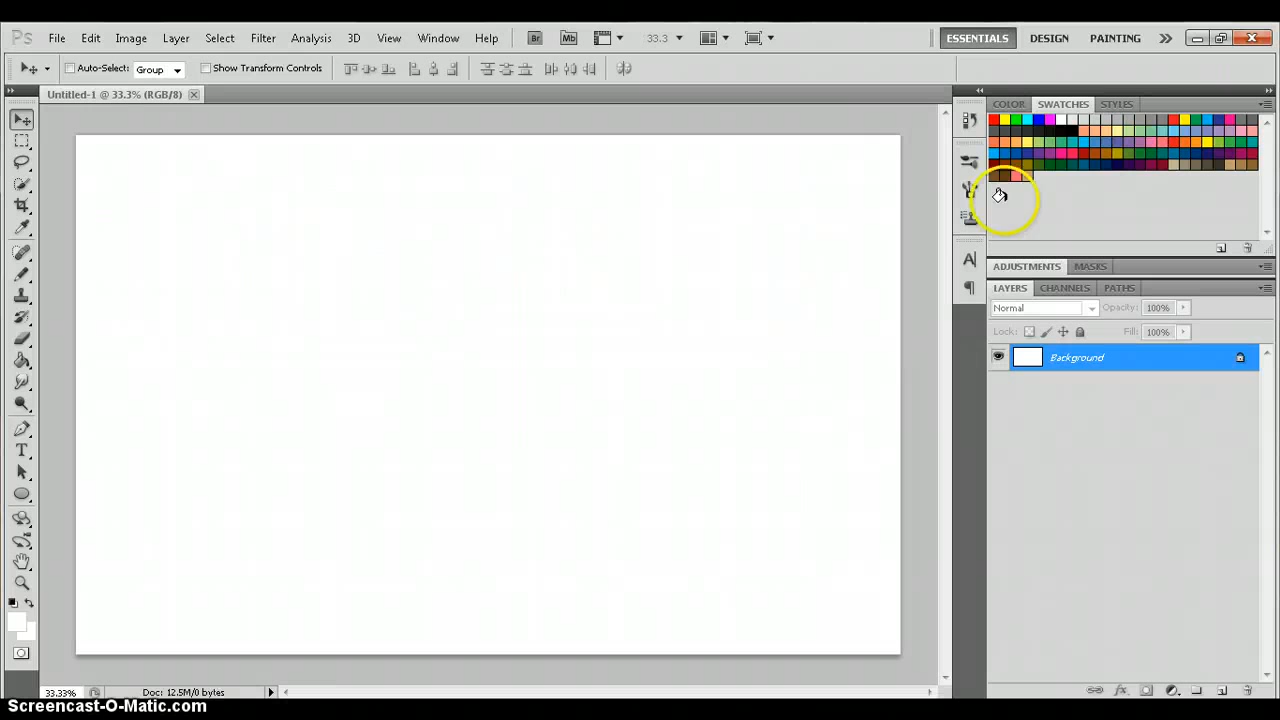 Ps File Edit Image Layer Select Filter Analysis 3D View Window Help Br Mb 33.3 ESSENTIALS DESIGN PAINTING
Auto-Select: Group Show Transform Controls
Untitled-1 @ 33.3% (RGB/8)
COLOR SWATCHES STYLES
ADJUSTMENTS MASKS
LAYERS CHANNELS PATHS
Normal Opacity: 100%
Lock: Fill: 100%
Background
33.33% Doc: 12.5M/0 bytes
Screencast-O-Matic.com